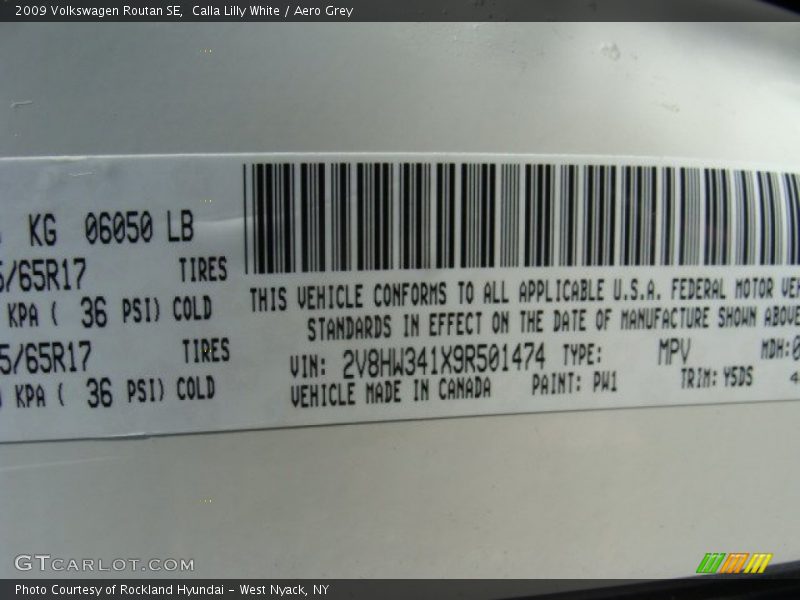 2009 Volkswagen Routan SE,  Calla Lilly White / Aero Grey
KG 06050 LB
5/65R17 TIRES
KPA ( 36 PSI) COLD
5/65R17 TIRES
KPA ( 36 PSI) COLD
THIS VEHICLE CONFORMS TO ALL APPLICABLE U.S.A. FEDERAL MOTOR VEH
STANDARDS IN EFFECT ON THE DATE OF MANUFACTURE SHOWN ABOVE
VIN: 2V8HW341X9R501474 TYPE: MPV MDH:0
VEHICLE MADE IN CANADA PAINT: PW1 TRIM: Y5DS 4
GTCARLOT.COM
Photo Courtesy of Rockland Hyundai - West Nyack, NY